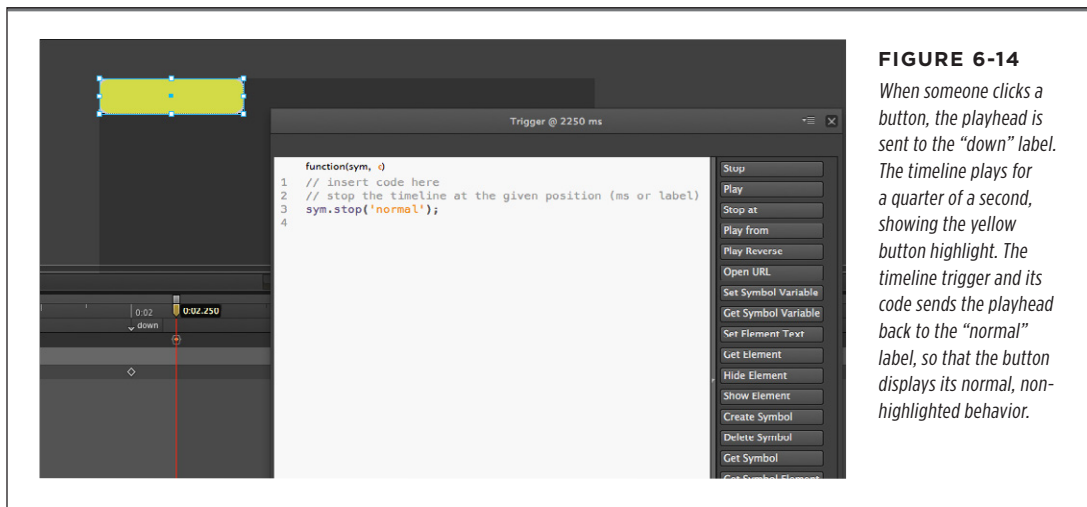 Trigger @ 2250 ms
function(sym, e)
1 // insert code here
2 // stop the timeline at the given position (ms or label)
3 sym.stop('normal');
4
Stop
Play
Stop at
Play from
Play Reverse
Open URL
Set Symbol Variable
Get Symbol Variable
Set Element Text
Get Element
Hide Element
Show Element
Create Symbol
Delete Symbol
Get Symbol
Get Symbol Element
0:02
0:02.250
down
FIGURE 6-14
When someone clicks a
button, the playhead is
sent to the “down” label.
The timeline plays for
a quarter of a second,
showing the yellow
button highlight. The
timeline trigger and its
code sends the playhead
back to the “normal”
label, so that the button
displays its normal, non-
highlighted behavior.